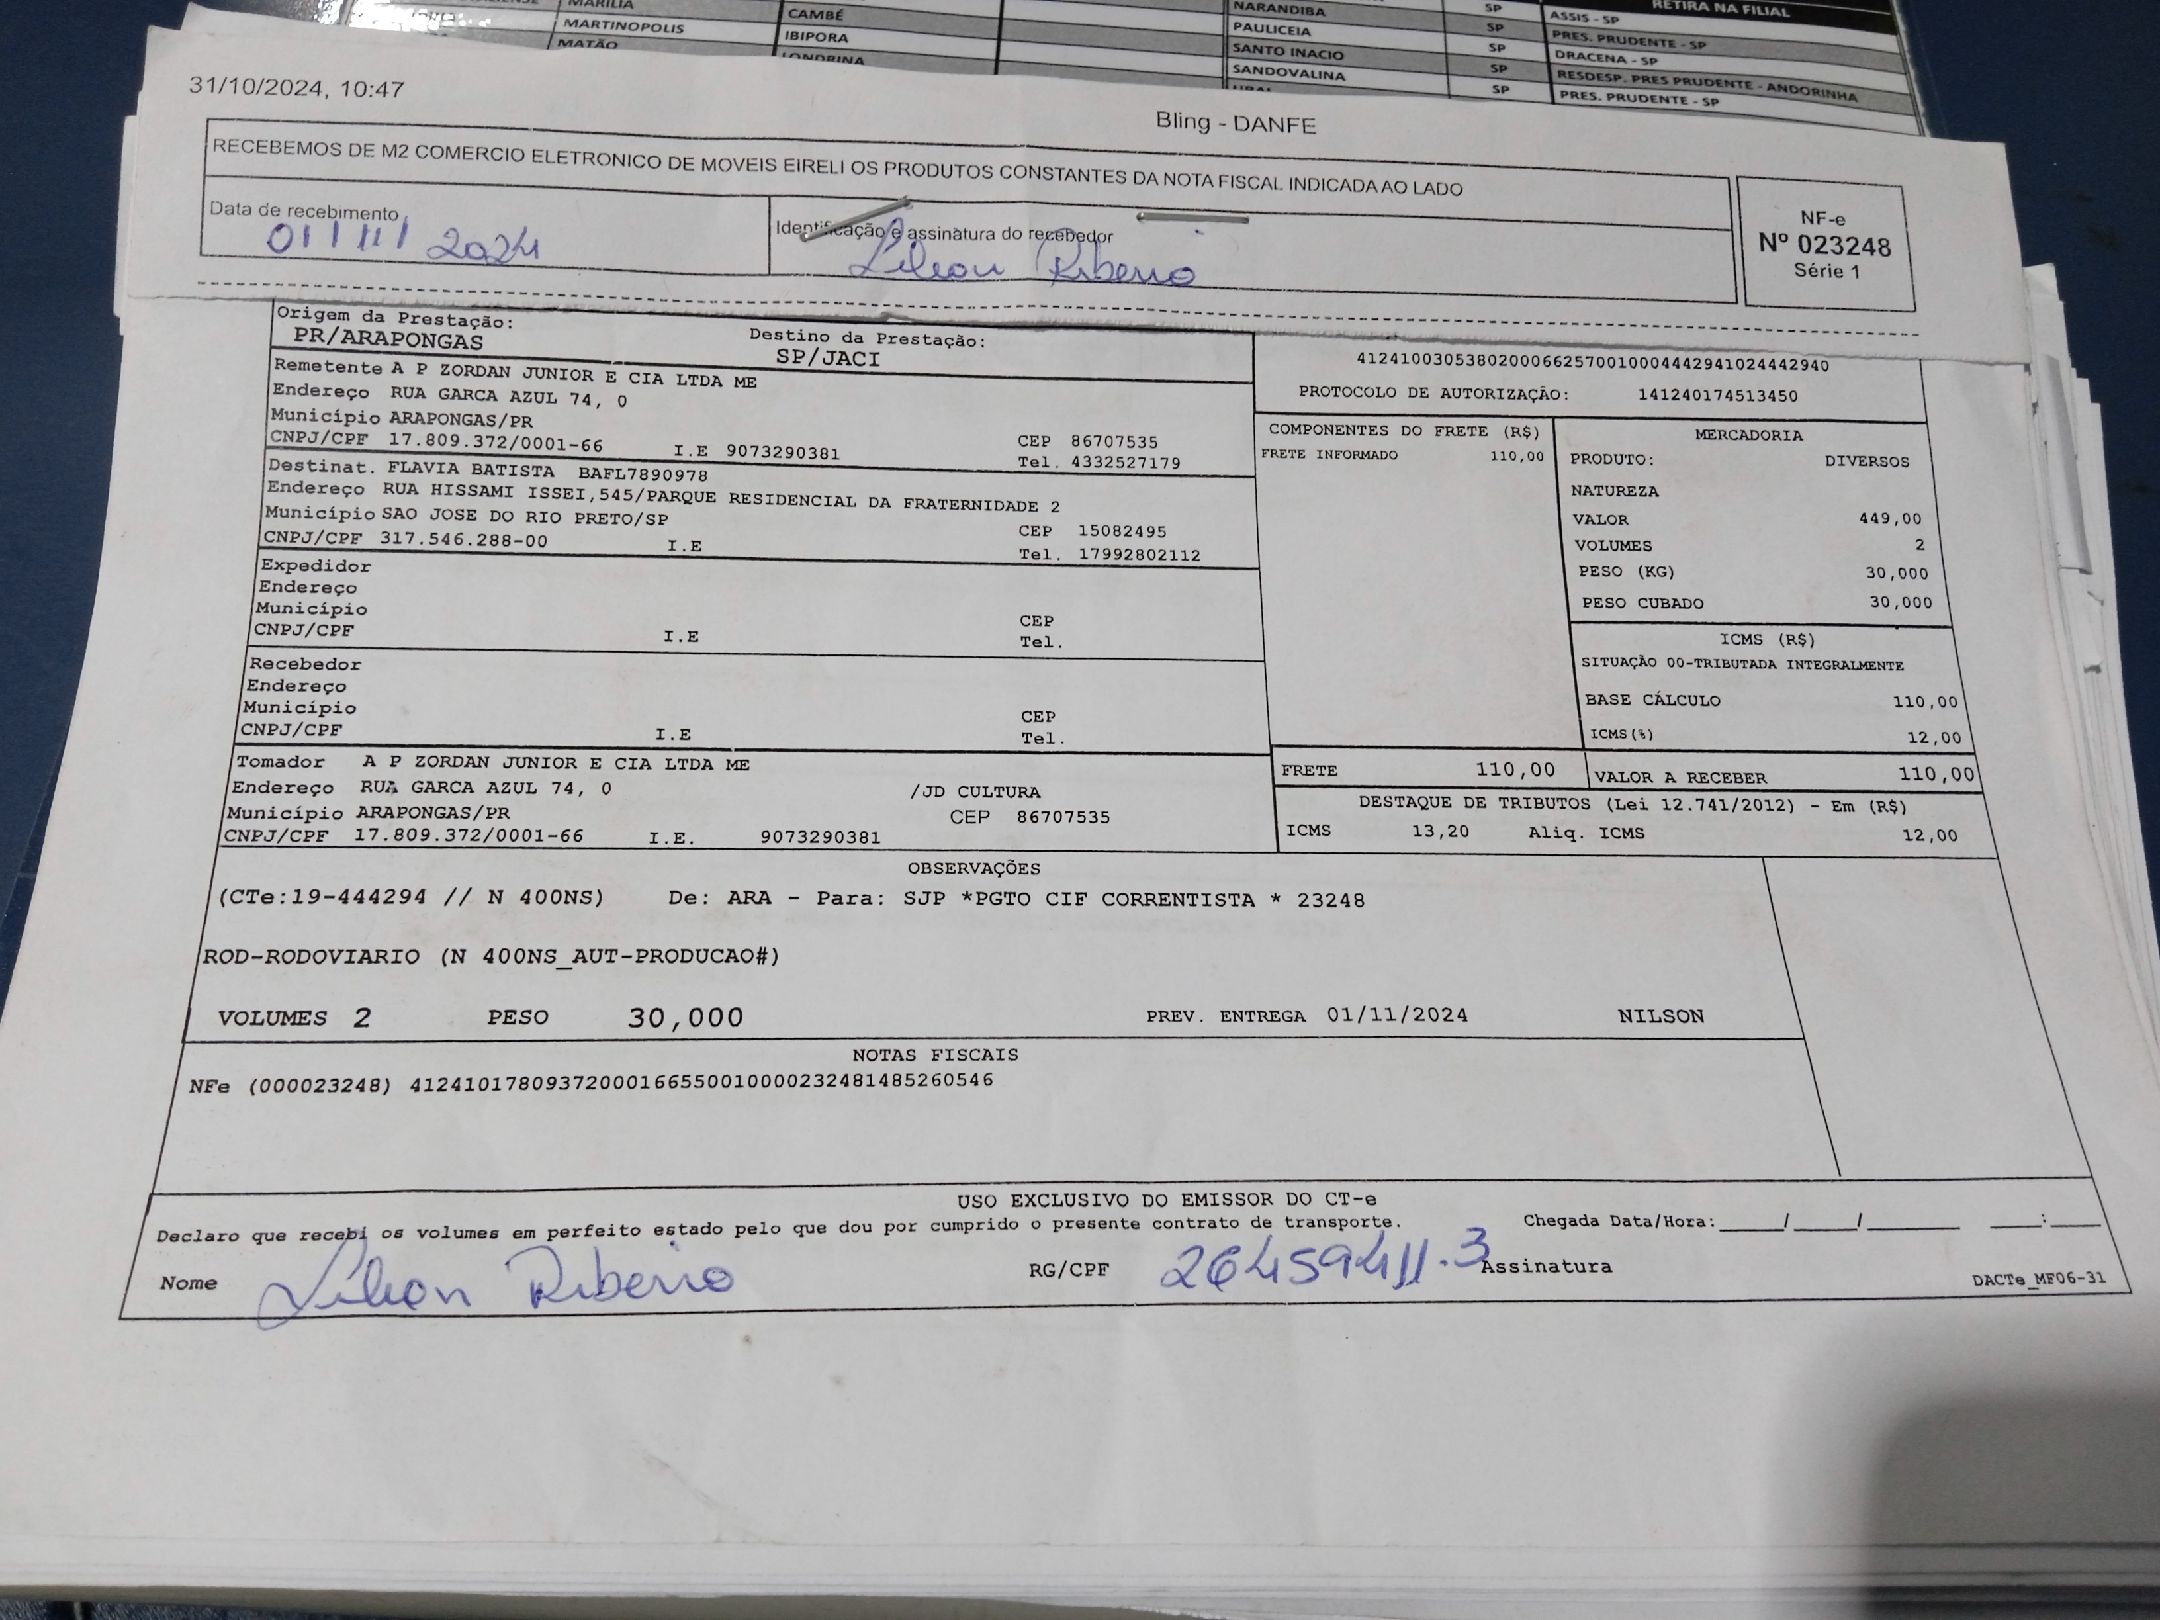 MARILIA
MARTINOPOLIS
MATÃO
CAMBÉ
IBIPORA
LONDRINA
NARANDIBA SP
PAULICEIA SP
SANTO INACIO SP
SANDOVALINA SP
SP
RETIRA NA FILIAL
ASSIS - SP
PRES. PRUDENTE - SP
DRACENA - SP
RESDESP. PRES PRUDENTE - ANDORINHA
PRES. PRUDENTE - SP
31/10/2024, 10:47
Bling - DANFE
RECEBEMOS DE M2 COMERCIO ELETRONICO DE MOVEIS EIRELI OS PRODUTOS CONSTANTES DA NOTA FISCAL INDICADA AO LADO
Data de recebimento
01/11/2024
Identificação e assinatura do recebedor
Lilian Ribeiro
NF-e
Nº 023248
Série 1
Origem da Prestação:
PR/ARAPONGAS
Destino da Prestação:
SP/JACI
Remetente A P ZORDAN JUNIOR E CIA LTDA ME
Endereço RUA GARCA AZUL 74, 0
Município ARAPONGAS/PR CEP 86707535
CNPJ/CPF 17.809.372/0001-66 I.E 9073290381 Tel. 4332527179
Destinat. FLAVIA BATISTA BAFL7890978
Endereço RUA HISSAMI ISSEI,545/PARQUE RESIDENCIAL DA FRATERNIDADE 2
Município SAO JOSE DO RIO PRETO/SP CEP 15082495
CNPJ/CPF 317.546.288-00 I.E Tel. 17992802112
Expedidor
Endereço
Município CEP
CNPJ/CPF I.E Tel.
Recebedor
Endereço
Município CEP
CNPJ/CPF I.E Tel.
Tomador A P ZORDAN JUNIOR E CIA LTDA ME
Endereço RUA GARCA AZUL 74, 0 /JD CULTURA
Município ARAPONGAS/PR CEP 86707535
CNPJ/CPF 17.809.372/0001-66 I.E. 9073290381
41241003053802000662570010004442941024442940
PROTOCOLO DE AUTORIZAÇÃO: 141240174513450
COMPONENTES DO FRETE (R$)
FRETE INFORMADO 110,00
MERCADORIA
PRODUTO: DIVERSOS
NATUREZA
VALOR 449,00
VOLUMES 2
PESO (KG) 30,000
PESO CUBADO 30,000
ICMS (R$)
SITUAÇÃO 00-TRIBUTADA INTEGRALMENTE
BASE CÁLCULO 110,00
ICMS(%) 12,00
FRETE 110,00 VALOR A RECEBER 110,00
DESTAQUE DE TRIBUTOS (Lei 12.741/2012) - Em (R$)
ICMS 13,20 Aliq. ICMS 12,00
OBSERVAÇÕES
(CTe:19-444294 // N 400NS) De: ARA - Para: SJP *PGTO CIF CORRENTISTA * 23248
ROD-RODOVIARIO (N 400NS_AUT-PRODUCAO#)
VOLUMES 2 PESO 30,000 PREV. ENTREGA 01/11/2024 NILSON
NOTAS FISCAIS
NFe (000023248) 41241017809372000166550010000232481485260546
USO EXCLUSIVO DO EMISSOR DO CT-e
Declaro que recebi os volumes em perfeito estado pelo que dou por cumprido o presente contrato de transporte. Chegada Data/Hora:____/____/______ ____:____
Nome Lilian Ribeiro RG/CPF 26459411-3 Assinatura
DACTe_MF06-31